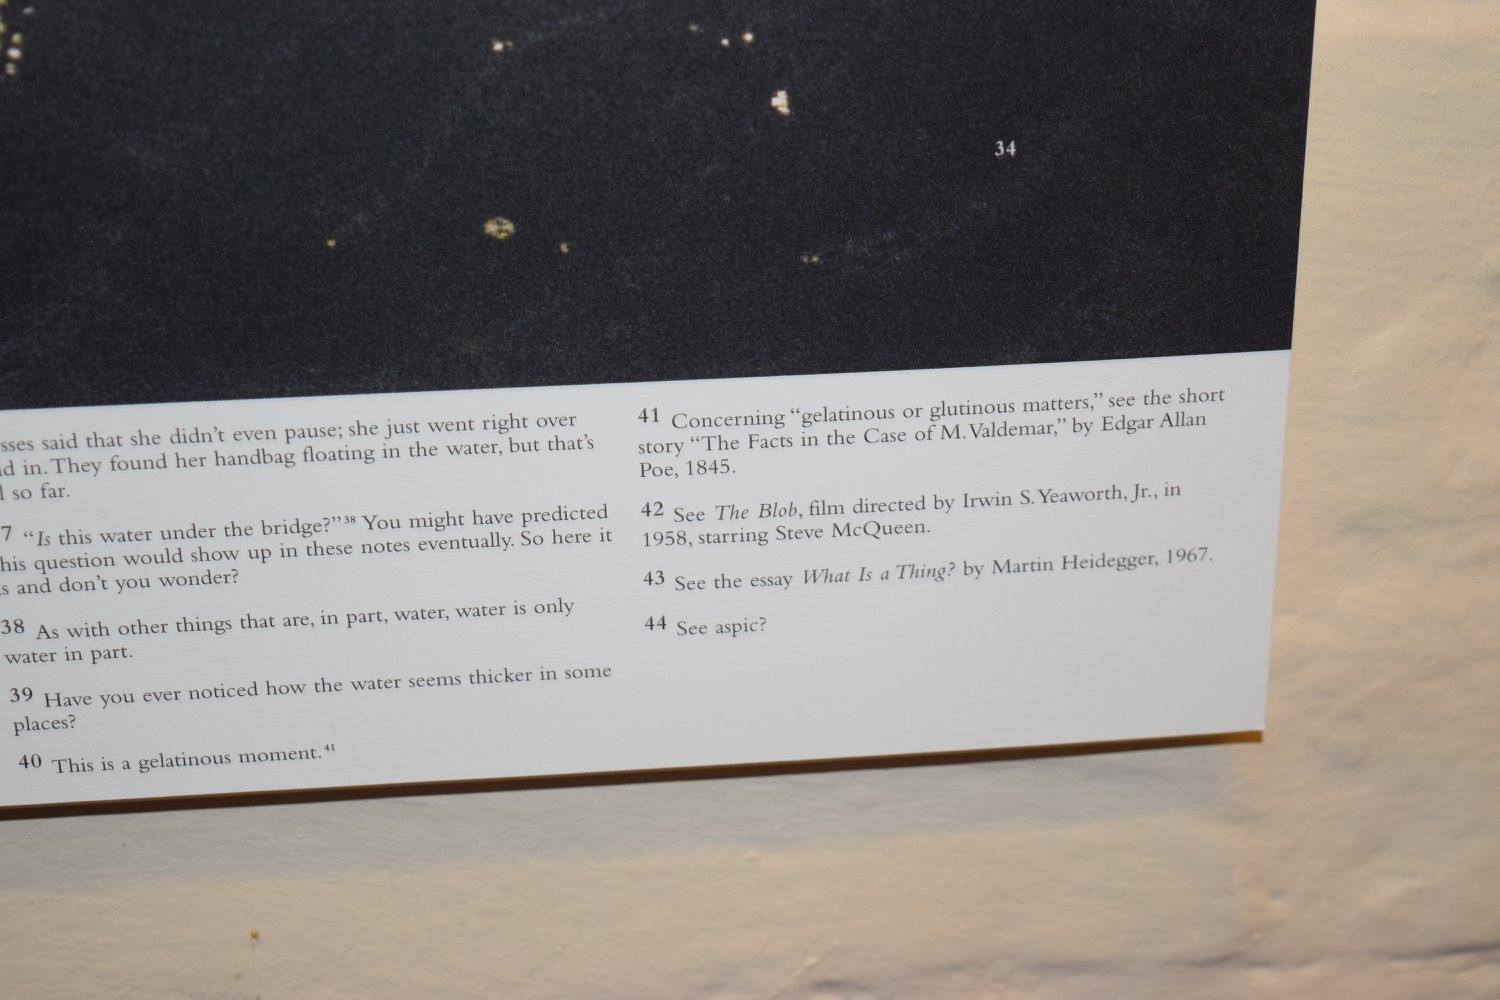 34
sses said that she didn't even pause; she just went right over
d in. They found her handbag floating in the water, but that's
l so far.
7 “Is this water under the bridge?”³⁸ You might have predicted
his question would show up in these notes eventually. So here it
s and don't you wonder?
38 As with other things that are, in part, water, water is only
water in part.
39 Have you ever noticed how the water seems thicker in some
places?
40 This is a gelatinous moment.⁴¹
41 Concerning “gelatinous or glutinous matters,” see the short
story “The Facts in the Case of M. Valdemar,” by Edgar Allan
Poe, 1845.
42 See The Blob, film directed by Irwin S. Yeaworth, Jr., in
1958, starring Steve McQueen.
43 See the essay What Is a Thing? by Martin Heidegger, 1967.
44 See aspic?